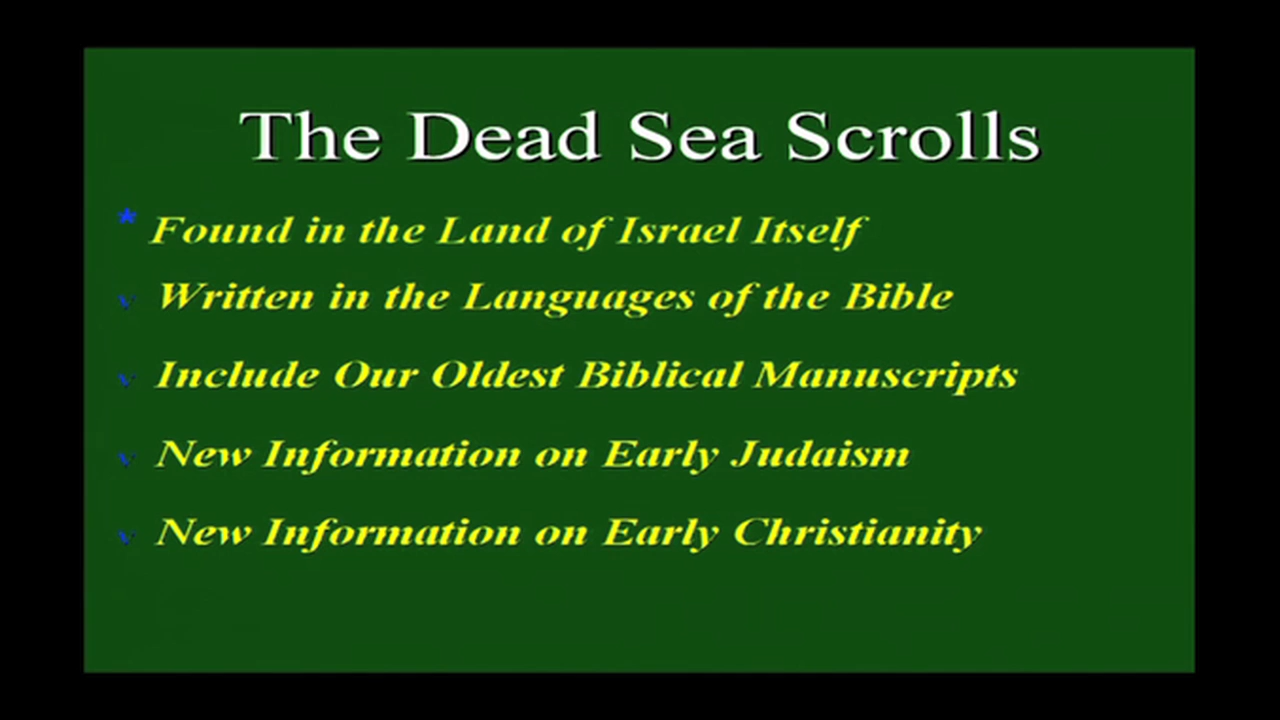 The Dead Sea Scrolls
* Found in the Land of Israel Itself
v Written in the Languages of the Bible
v Include Our Oldest Biblical Manuscripts
v New Information on Early Judaism
v New Information on Early Christianity